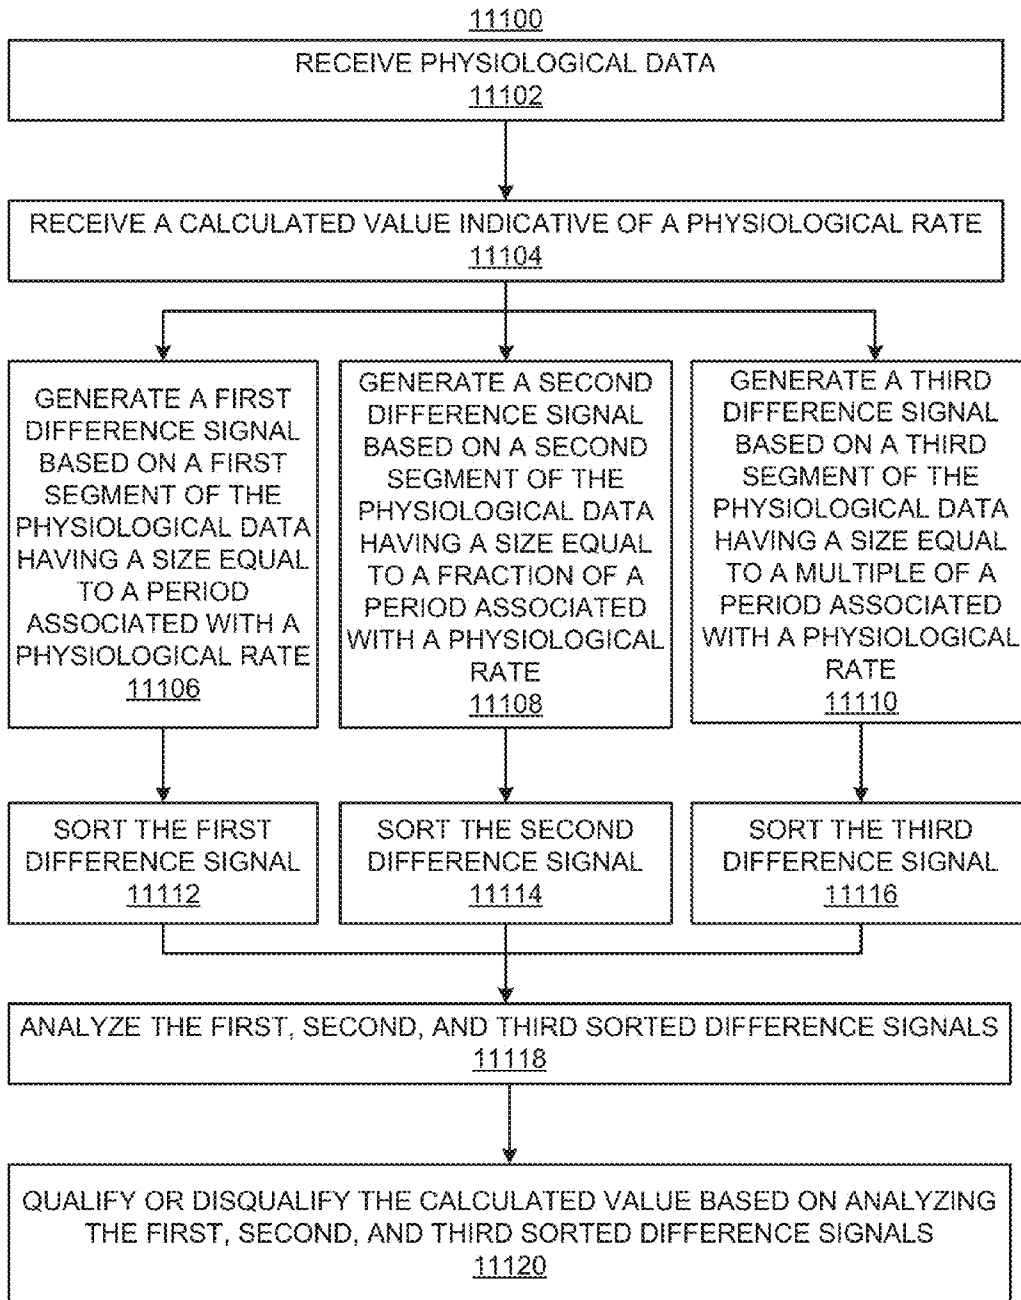 11100
RECEIVE PHYSIOLOGICAL DATA
11102
RECEIVE A CALCULATED VALUE INDICATIVE OF A PHYSIOLOGICAL RATE
11104
GENERATE A FIRST
DIFFERENCE SIGNAL
BASED ON A FIRST
SEGMENT OF THE
PHYSIOLOGICAL DATA
HAVING A SIZE EQUAL
TO A PERIOD
ASSOCIATED WITH A
PHYSIOLOGICAL RATE
11106
GENERATE A SECOND
DIFFERENCE SIGNAL
BASED ON A SECOND
SEGMENT OF THE
PHYSIOLOGICAL DATA
HAVING A SIZE EQUAL
TO A FRACTION OF A
PERIOD ASSOCIATED
WITH A PHYSIOLOGICAL
RATE
11108
GENERATE A THIRD
DIFFERENCE SIGNAL
BASED ON A THIRD
SEGMENT OF THE
PHYSIOLOGICAL DATA
HAVING A SIZE EQUAL
TO A MULTIPLE OF A
PERIOD ASSOCIATED
WITH A PHYSIOLOGICAL
RATE
11110
SORT THE FIRST
DIFFERENCE SIGNAL
11112
SORT THE SECOND
DIFFERENCE SIGNAL
11114
SORT THE THIRD
DIFFERENCE SIGNAL
11116
ANALYZE THE FIRST, SECOND, AND THIRD SORTED DIFFERENCE SIGNALS
11118
QUALIFY OR DISQUALIFY THE CALCULATED VALUE BASED ON ANALYZING
THE FIRST, SECOND, AND THIRD SORTED DIFFERENCE SIGNALS
11120